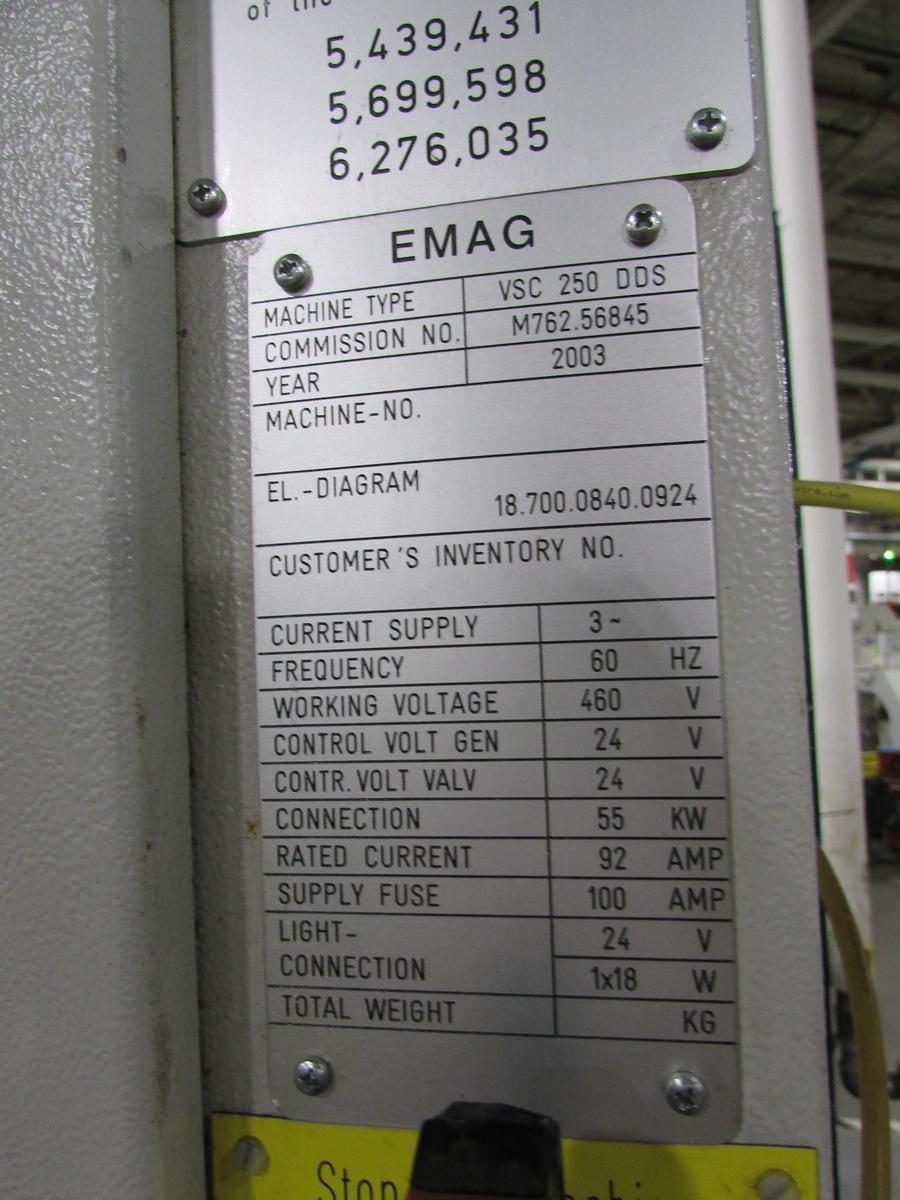 of the
5,439,431
5,699,598
6,276,035
EMAG
MACHINE TYPE VSC 250 DDS
COMMISSION NO. M762.56845
YEAR 2003
MACHINE-NO.
EL.-DIAGRAM
18.700.0840.0924
CUSTOMER'S INVENTORY NO.
CURRENT SUPPLY 3~
FREQUENCY 60 HZ
WORKING VOLTAGE 460 V
CONTROL VOLT GEN 24 V
CONTR.VOLT VALV 24 V
CONNECTION 55 KW
RATED CURRENT 92 AMP
SUPPLY FUSE 100 AMP
LIGHT- 24 V
CONNECTION 1x18 W
TOTAL WEIGHT KG
Stop